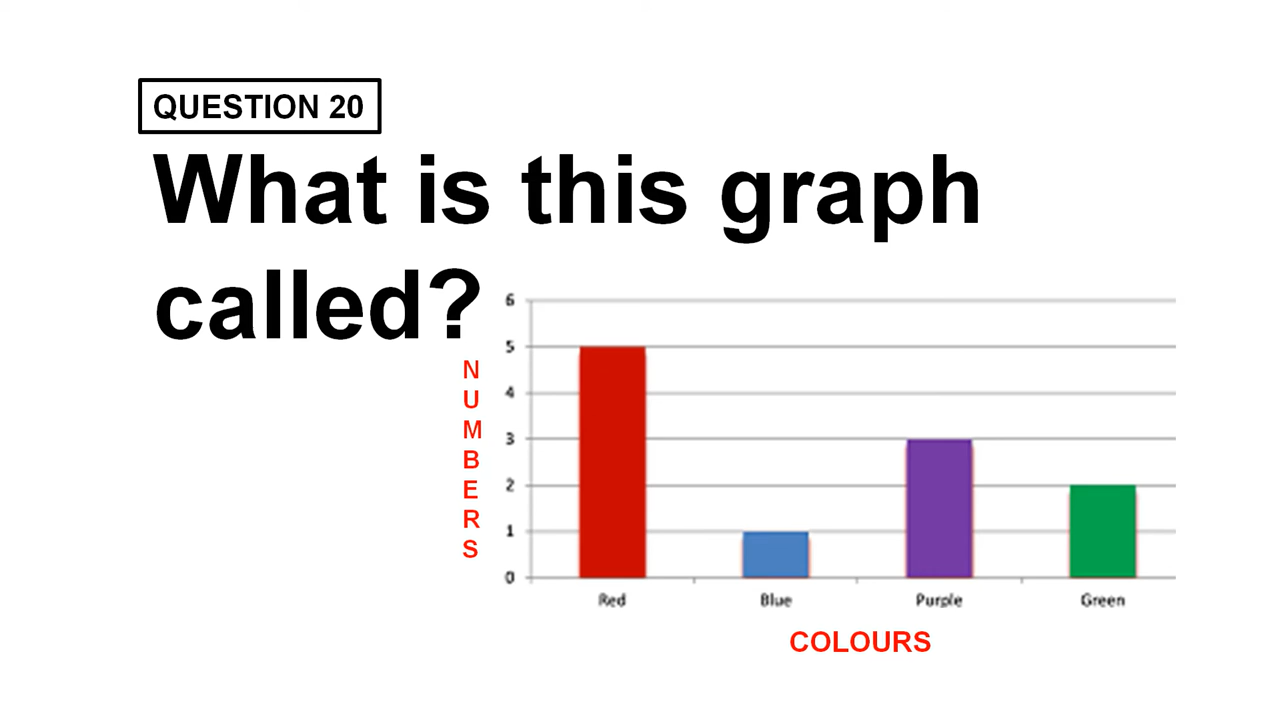 QUESTION 20
What is this graph
called?
6
5
4
3
2
1
0
N
U
M
B
E
R
S
Red Blue Purple Green
COLOURS